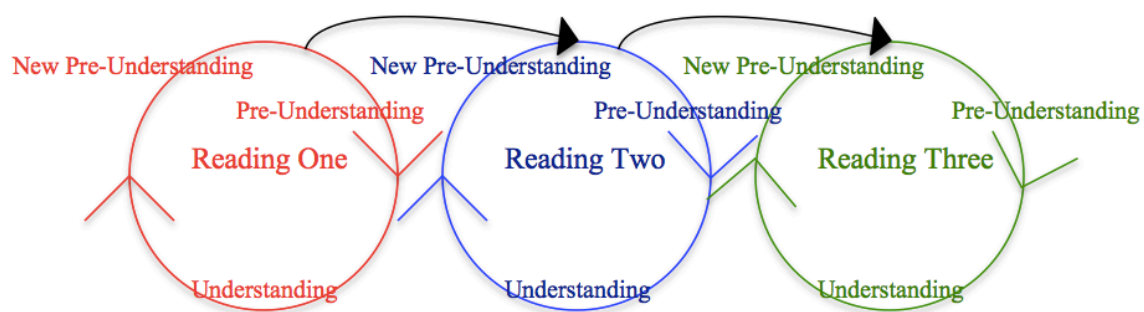 New Pre-Understanding
Pre-Understanding
Reading One
Understanding
New Pre-Understanding
Pre-Understanding
Reading Two
Understanding
New Pre-Understanding
Pre-Understanding
Reading Three
Understanding